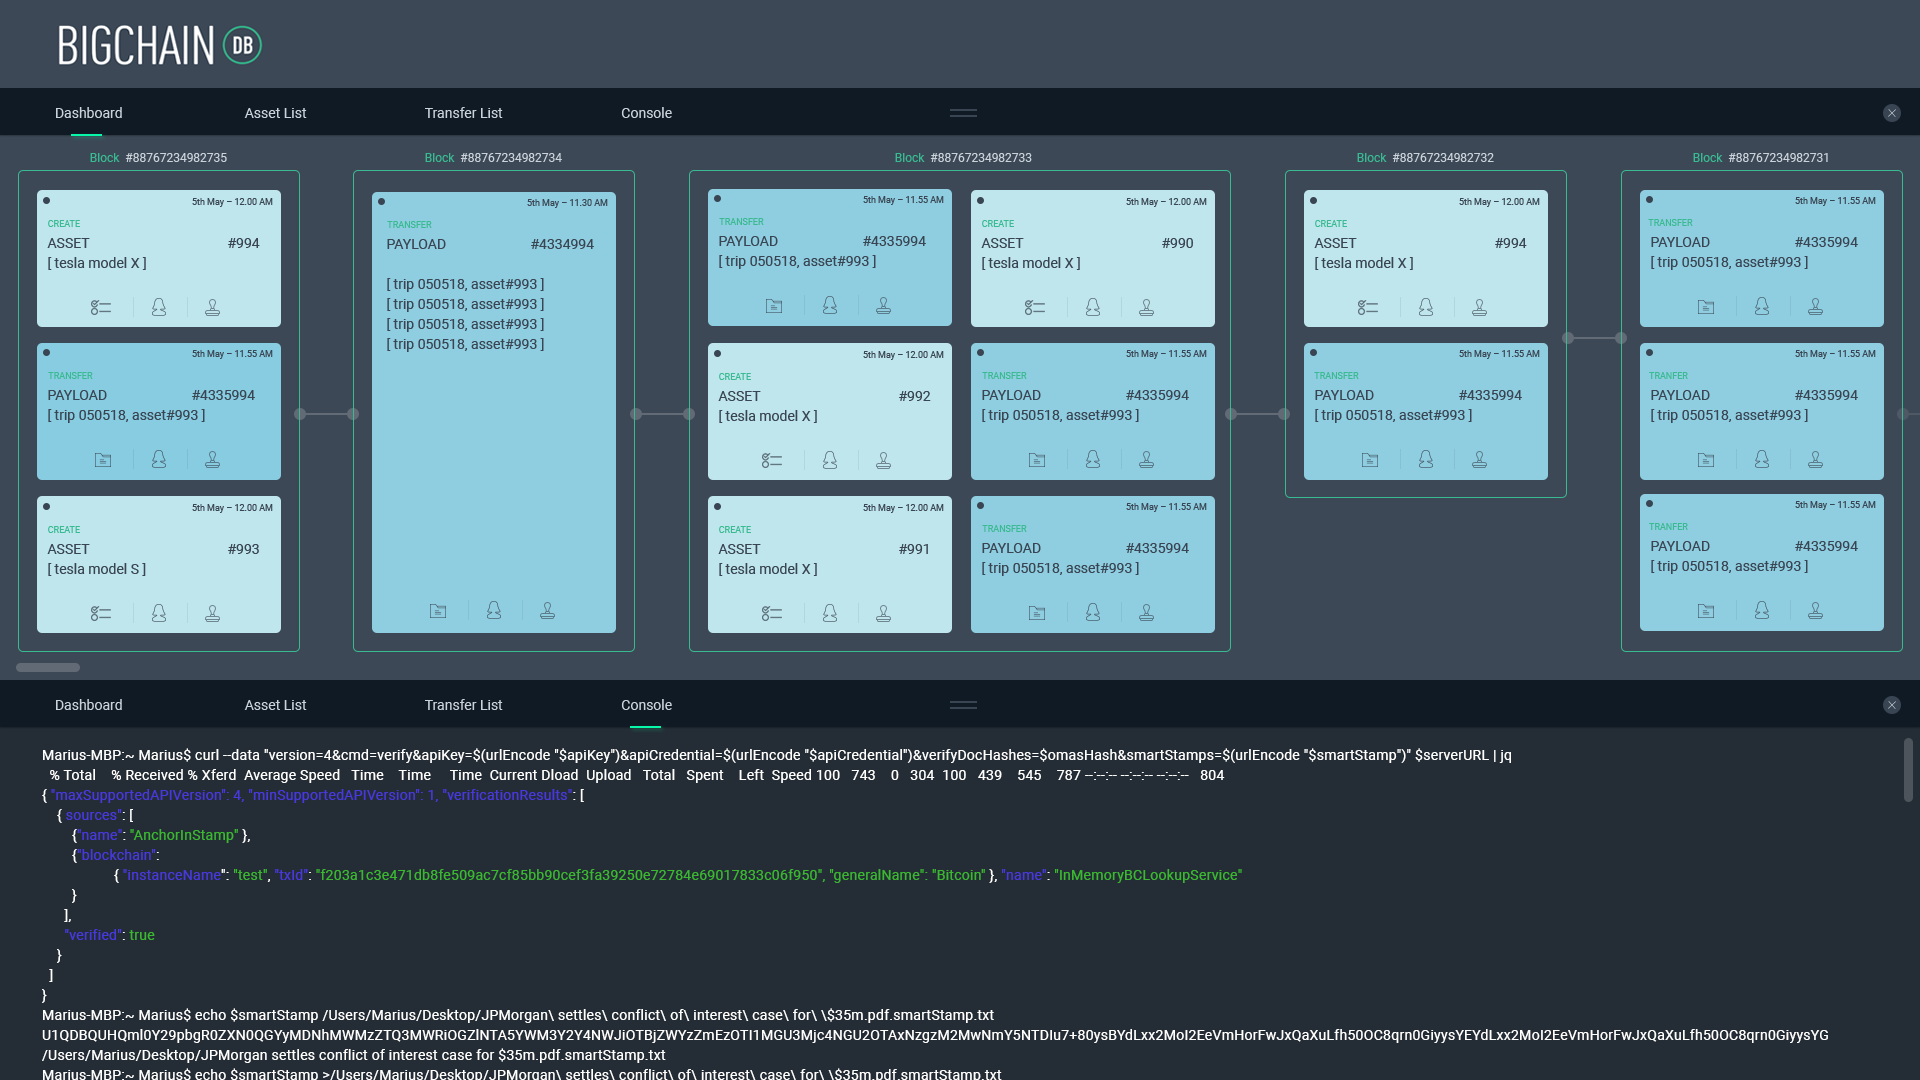 BIGCHAIN DB
Dashboard Asset List Transfer List Console
Block #88767234982735
5th May – 12.00 AM
CREATE
ASSET #994
[ tesla model X ]
5th May – 11.55 AM
TRANSFER
PAYLOAD #4335994
[ trip 050518, asset#993 ]
5th May – 12.00 AM
CREATE
ASSET #993
[ tesla model S ]
Block #88767234982734
5th May – 11.30 AM
TRANSFER
PAYLOAD #4334994
[ trip 050518, asset#993 ]
[ trip 050518, asset#993 ]
[ trip 050518, asset#993 ]
[ trip 050518, asset#993 ]
Block #88767234982733
5th May – 11.55 AM
TRANSFER
PAYLOAD #4335994
[ trip 050518, asset#993 ]
5th May – 12.00 AM
CREATE
ASSET #992
[ tesla model X ]
5th May – 12.00 AM
CREATE
ASSET #991
[ tesla model X ]
5th May – 12.00 AM
CREATE
ASSET #990
[ tesla model X ]
5th May – 11.55 AM
TRANSFER
PAYLOAD #4335994
[ trip 050518, asset#993 ]
5th May – 11.55 AM
TRANSFER
PAYLOAD #4335994
[ trip 050518, asset#993 ]
Block #88767234982732
5th May – 12.00 AM
CREATE
ASSET #994
[ tesla model X ]
5th May – 11.55 AM
TRANSFER
PAYLOAD #4335994
[ trip 050518, asset#993 ]
Block #88767234982731
5th May – 11.55 AM
TRANSFER
PAYLOAD #4335994
[ trip 050518, asset#993 ]
5th May – 11.55 AM
TRANFER
PAYLOAD #4335994
[ trip 050518, asset#993 ]
5th May – 11.55 AM
TRANFER
PAYLOAD #4335994
[ trip 050518, asset#993 ]
Dashboard Asset List Transfer List Console
Marius-MBP:~ Marius$ curl --data "version=4&cmd=verify&apiKey=$(urlEncode "$apiKey")&apiCredential=$(urlEncode "$apiCredential")&verifyDocHashes=$omasHash&smartStamps=$(urlEncode "$smartStamp")" $serverURL | jq
% Total % Received % Xferd Average Speed Time Time Time Current Dload Upload Total Spent Left Speed 100 743 0 304 100 439 545 787 --:--:-- --:--:-- --:--:-- 804
{ "maxSupportedAPIVersion": 4, "minSupportedAPIVersion": 1, "verificationResults": [
{ sources": [
{"name": "AnchorInStamp" },
{"blockchain":
{ "instanceName": "test", "txId": "f203a1c3e471db8fe509ac7cf85bb90cef3fa39250e72784e69017833c06f950", "generalName": "Bitcoin" }, "name": "InMemoryBCLookupService"
}
],
"verified": true
}
]
}
Marius-MBP:~ Marius$ echo $smartStamp /Users/Marius/Desktop/JPMorgan\ settles\ conflict\ of\ interest\ case\ for\ \$35m.pdf.smartStamp.txt
U1QDBQUHQml0Y29pbgR0ZXN0QGYyMDNhMWMzZTQ3MWRiOGZlNTA5YWM3Y2Y4NWJiOTBjZWYzZmEzOTI1MGU3Mjc4NGU2OTAxNzgzM2MwNmY5NTDIu7+80ysBYdLxx2MoI2EeVmHorFwJxQaXuLfh50OC8qrn0GiyysYEYdLxx2MoI2EeVmHorFwJxQaXuLfh50OC8qrn0GiyysYG
/Users/Marius/Desktop/JPMorgan settles conflict of interest case for $35m.pdf.smartStamp.txt
Marius-MBP:~ Marius$ echo $smartStamp >/Users/Marius/Desktop/JPMorgan\ settles\ conflict\ of\ interest\ case\ for\ \$35m.pdf.smartStamp.txt